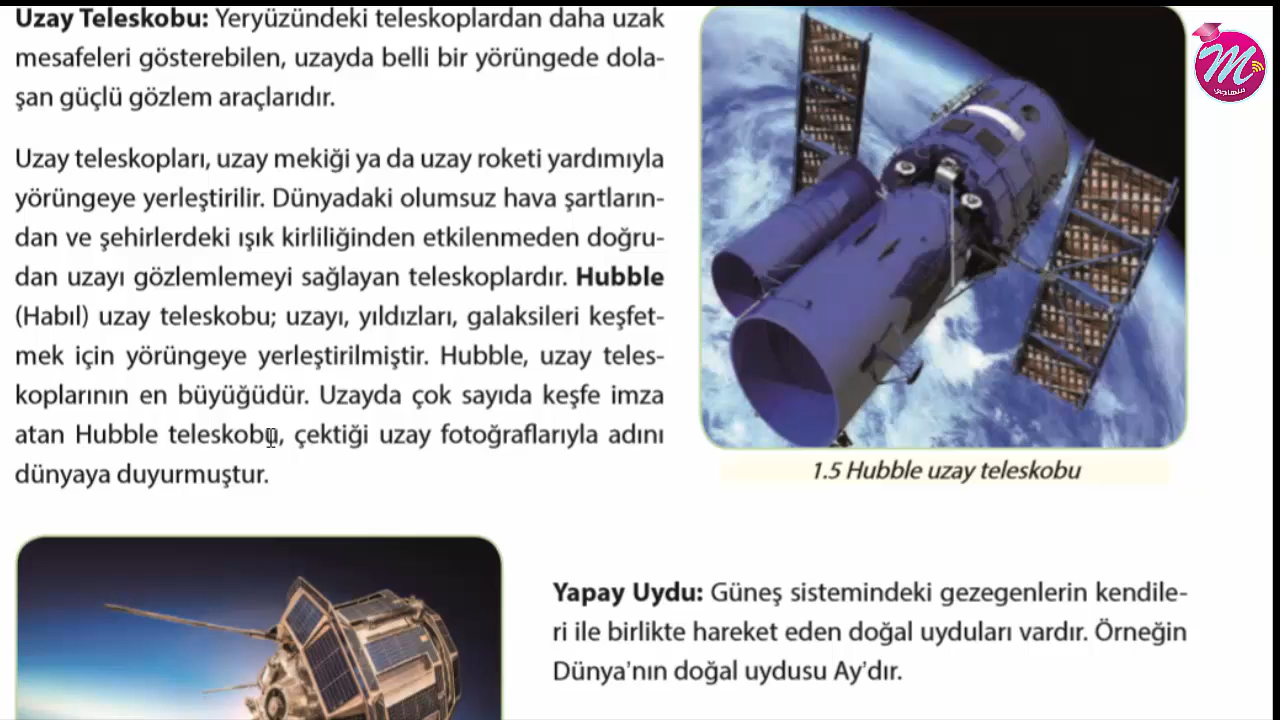 Uzay Teleskobu: Yeryüzündeki teleskoplardan daha uzak
mesafeleri gösterebilen, uzayda belli bir yörüngede dola-
şan güçlü gözlem araçlarıdır.
Uzay teleskopları, uzay mekiği ya da uzay roketi yardımıyla
yörüngeye yerleştirilir. Dünyadaki olumsuz hava şartların-
dan ve şehirlerdeki ışık kirliliğinden etkilenmeden doğru-
dan uzayı gözlemlemeyi sağlayan teleskoplardır. Hubble
(Habıl) uzay teleskobu; uzayı, yıldızları, galaksileri keşfet-
mek için yörüngeye yerleştirilmiştir. Hubble, uzay teles-
koplarının en büyüğüdür. Uzayda çok sayıda keşfe imza
atan Hubble teleskobu, çektiği uzay fotoğraflarıyla adını
dünyaya duyurmuştur.
1.5 Hubble uzay teleskobu
Yapay Uydu: Güneş sistemindeki gezegenlerin kendile-
ri ile birlikte hareket eden doğal uyduları vardır. Örneğin
Dünya'nın doğal uydusu Ay'dır.
M
منهاجي